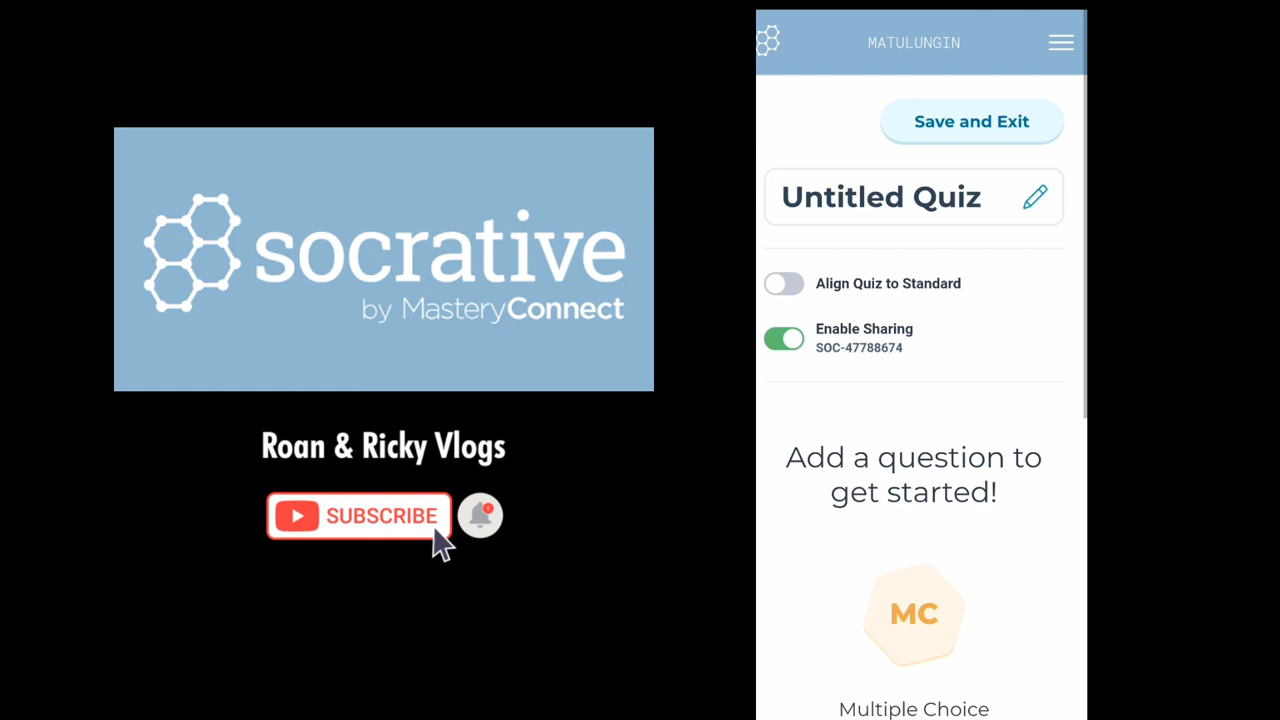 socrative
by MasteryConnect
Roan & Ricky Vlogs
SUBSCRIBE
MATULUNGIN
Save and Exit
Untitled Quiz
Align Quiz to Standard
Enable Sharing
SOC-47788674
Add a question to
get started!
MC
Multiple Choice